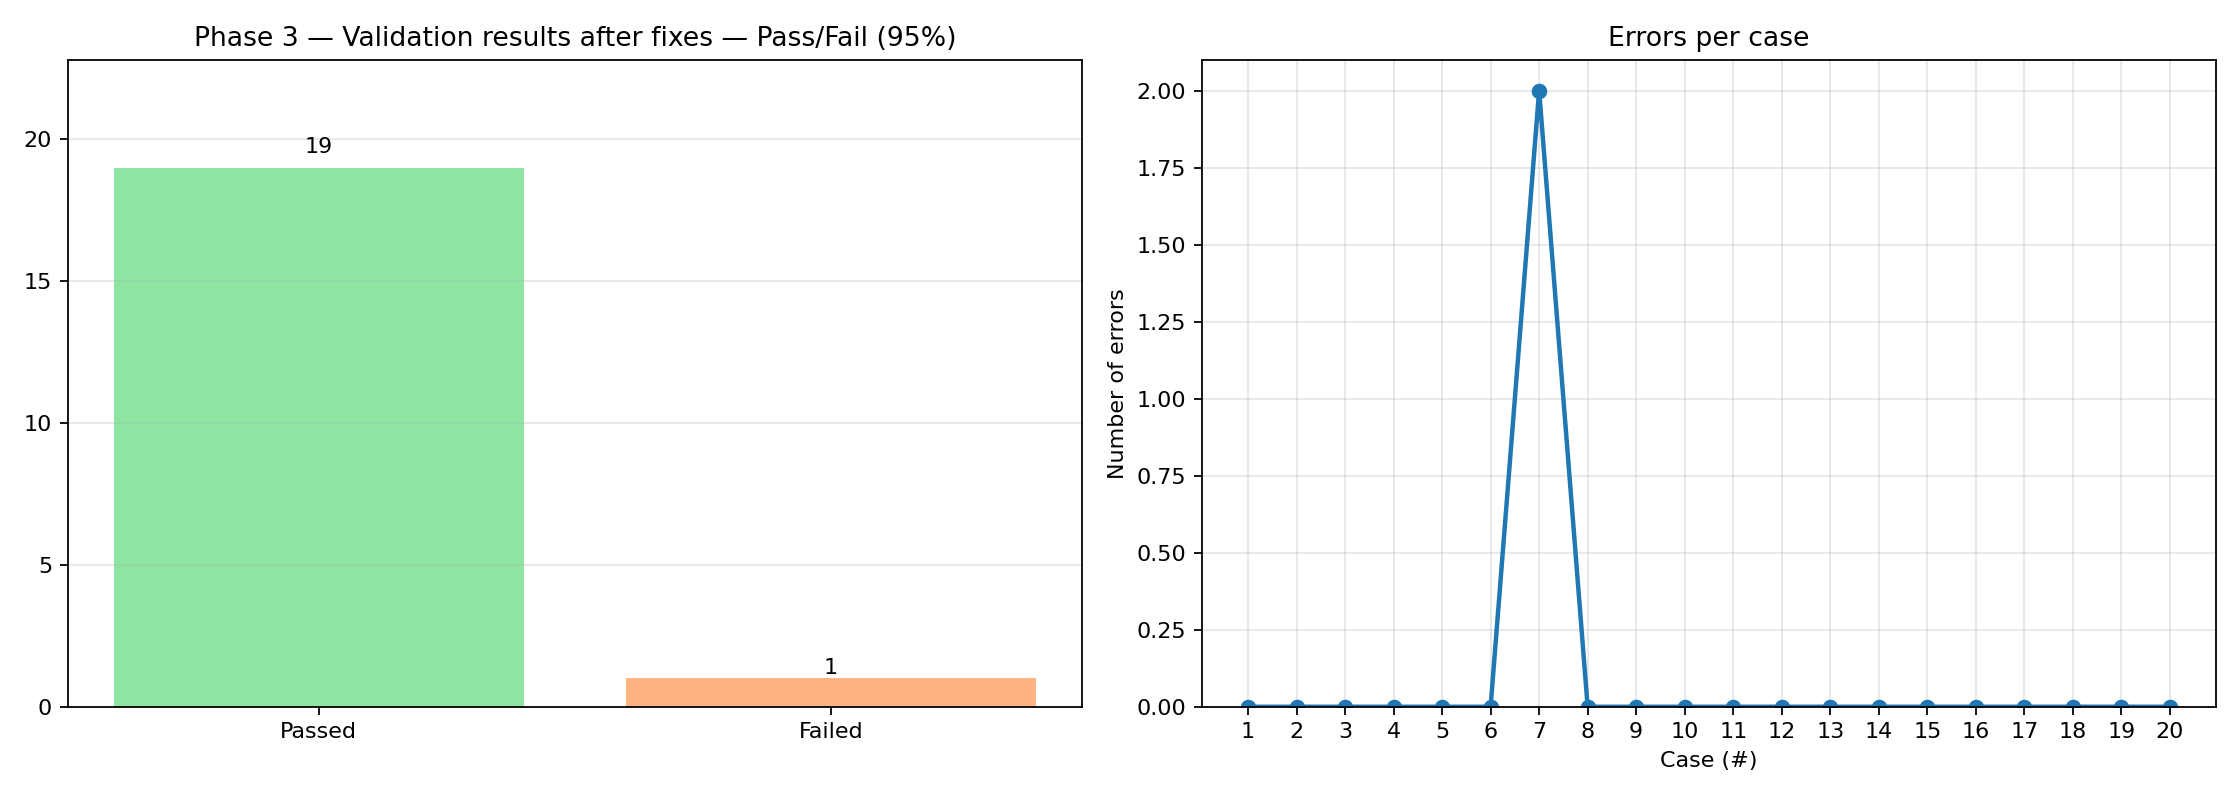 Phase 3 — Validation results after fixes — Pass/Fail (95%)
20
15
10
5
0
19
1
Passed
Failed
Errors per case
Number of errors
2.00
1.75
1.50
1.25
1.00
0.75
0.50
0.25
0.00
1 2 3 4 5 6 7 8 9 10 11 12 13 14 15 16 17 18 19 20
Case (#)